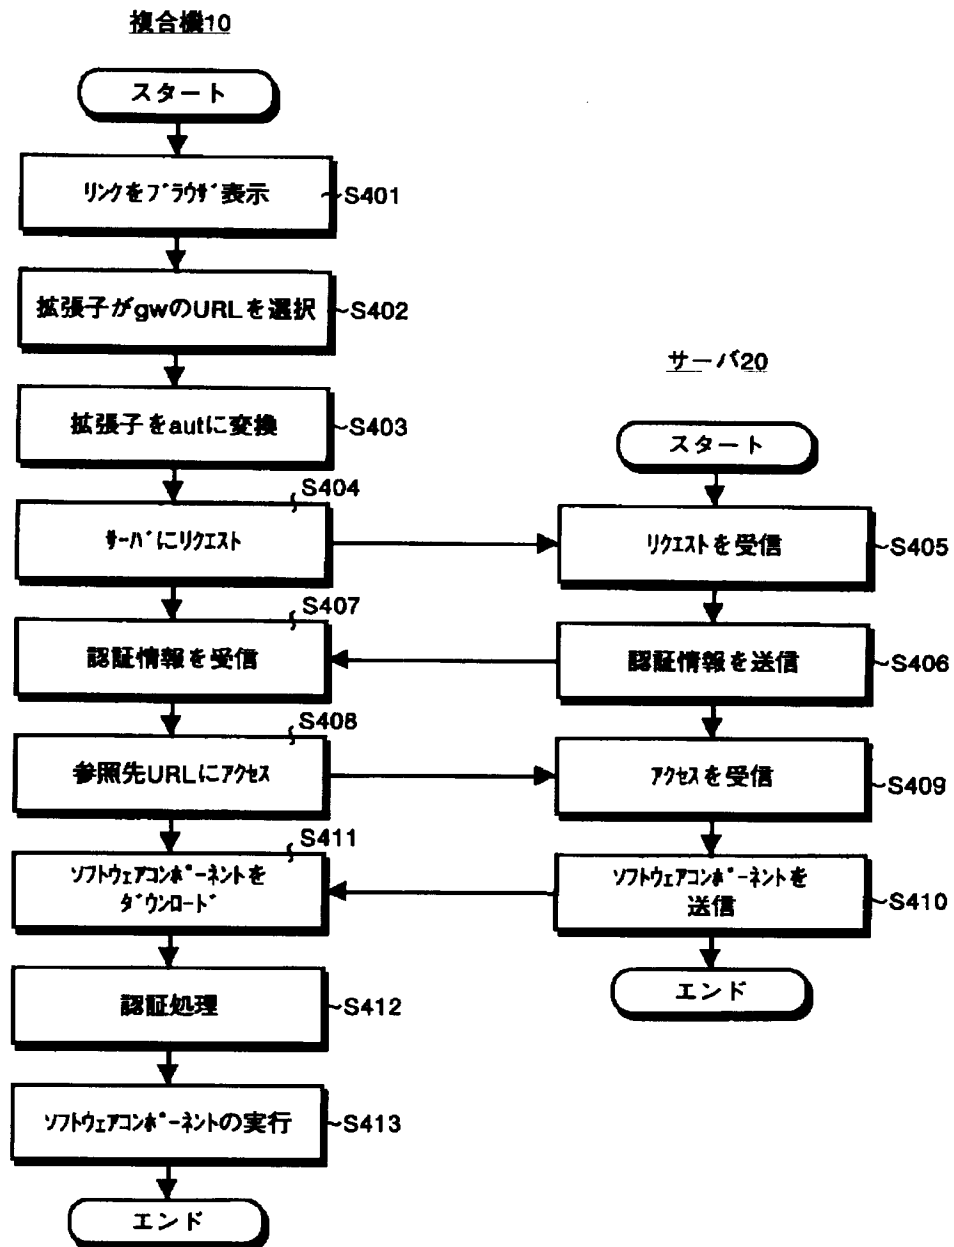 複合機10
スタート
リンクをブラウザ表示
S401
拡張子がgwのURLを選択
S402
拡張子をautに変換
S403
サーバ20
スタート
S404
サーバにリクエスト
リクエストを受信
S405
S407
認証情報を受信
認証情報を送信
S406
S408
参照先URLにアクセス
アクセスを受信
S409
S411
ソフトウェアコンポーネントを
ダウンロード
ソフトウェアコンポーネントを
送信
S410
認証処理
S412
エンド
ソフトウェアコンポーネントの実行
S413
エンド